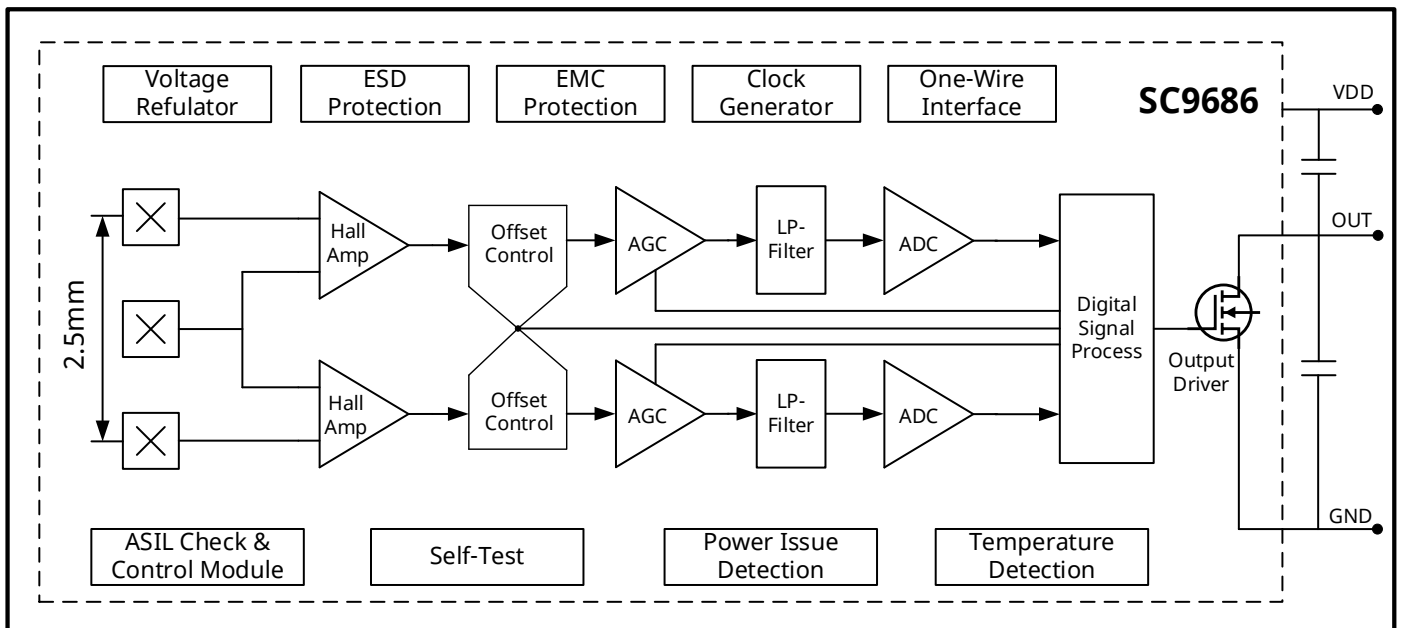 Voltage
Refulator
ESD
Protection
EMC
Protection
Clock
Generator
One-Wire
Interface
SC9686
VDD
2.5mm
Hall
Amp
Offset
Control
AGC
LP-
Filter
ADC
OUT
Digital
Signal
Process
Output
Driver
Hall
Amp
Offset
Control
AGC
LP-
Filter
ADC
GND
ASIL Check &
Control Module
Self-Test
Power Issue
Detection
Temperature
Detection